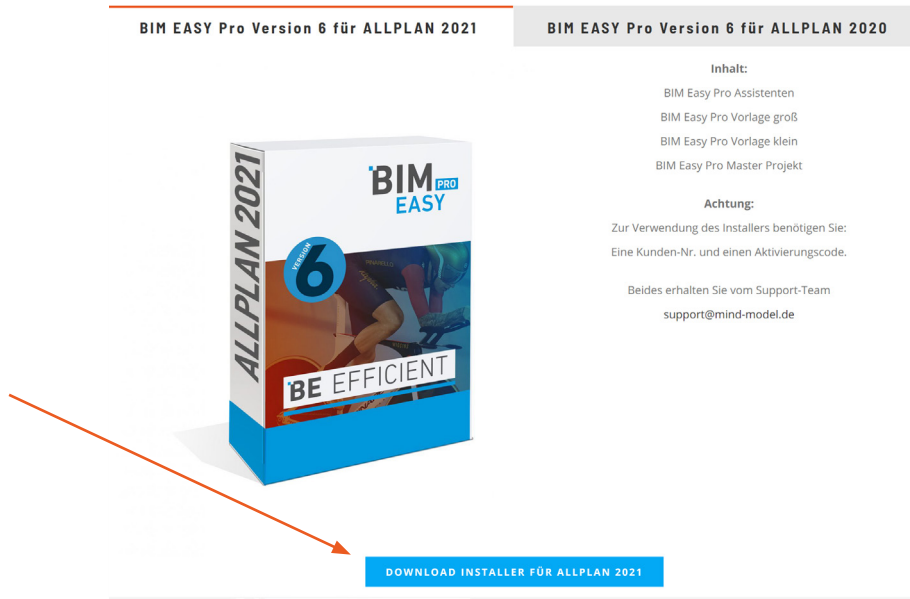 BIM EASY Pro Version 6 für ALLPLAN 2021
BIM EASY Pro Version 6 für ALLPLAN 2020
ALLPLAN 2021
BIM PRO
EASY
VERSION
6
BE EFFICIENT
Inhalt:
BIM Easy Pro Assistenten
BIM Easy Pro Vorlage groß
BIM Easy Pro Vorlage klein
BIM Easy Pro Master Projekt
Achtung:
Zur Verwendung des Installers benötigen Sie:
Eine Kunden-Nr. und einen Aktivierungscode.
Beides erhalten Sie vom Support-Team
support@mind-model.de
DOWNLOAD INSTALLER FÜR ALLPLAN 2021